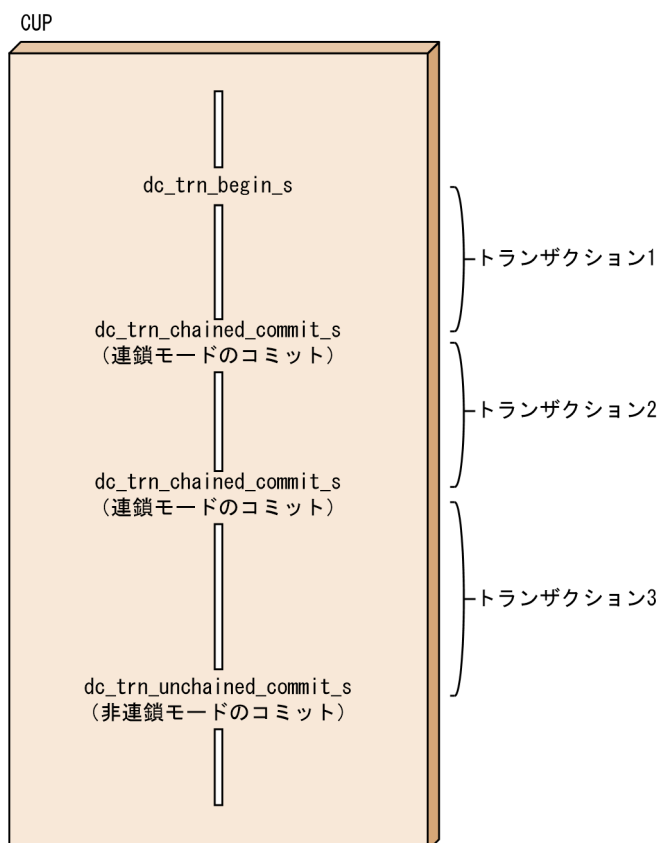 CUP
dc_trn_begin_s
トランザクション1
dc_trn_chained_commit_s
（連鎖モードのコミット）
トランザクション2
dc_trn_chained_commit_s
（連鎖モードのコミット）
トランザクション3
dc_trn_unchained_commit_s
（非連鎖モードのコミット）